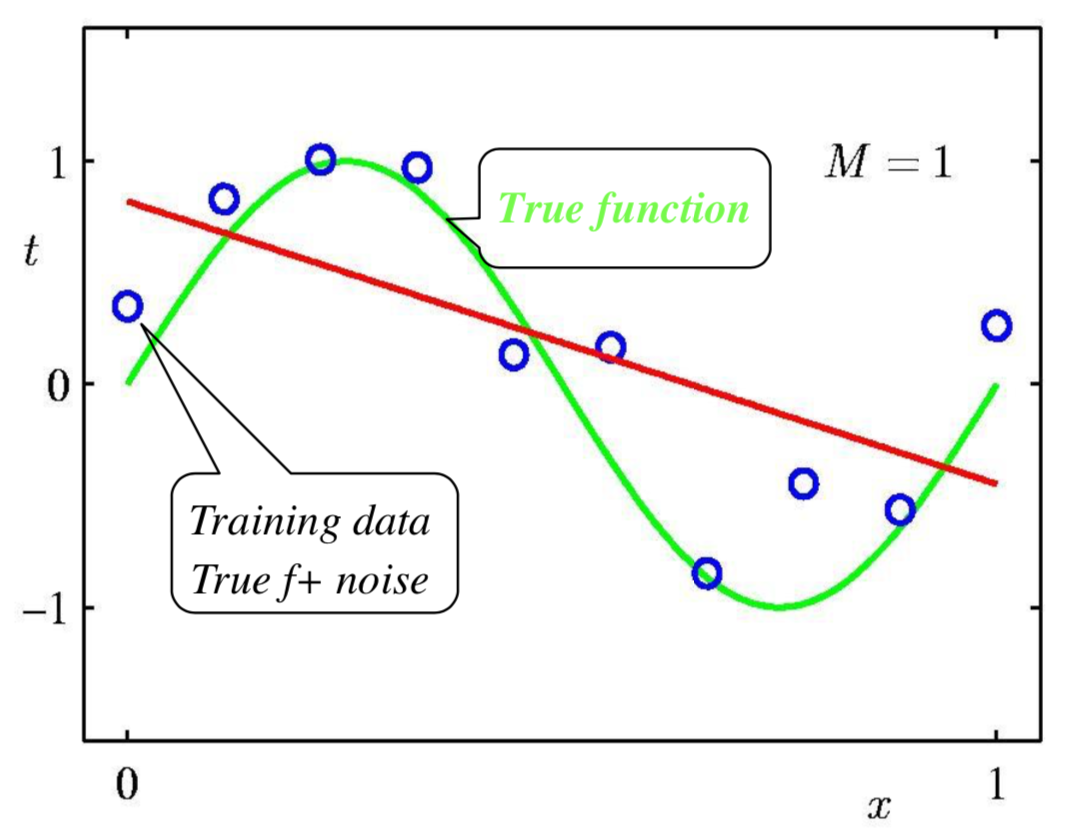 M = 1
1
True function
t
0
Training data
True f+ noise
−1
0
1
x